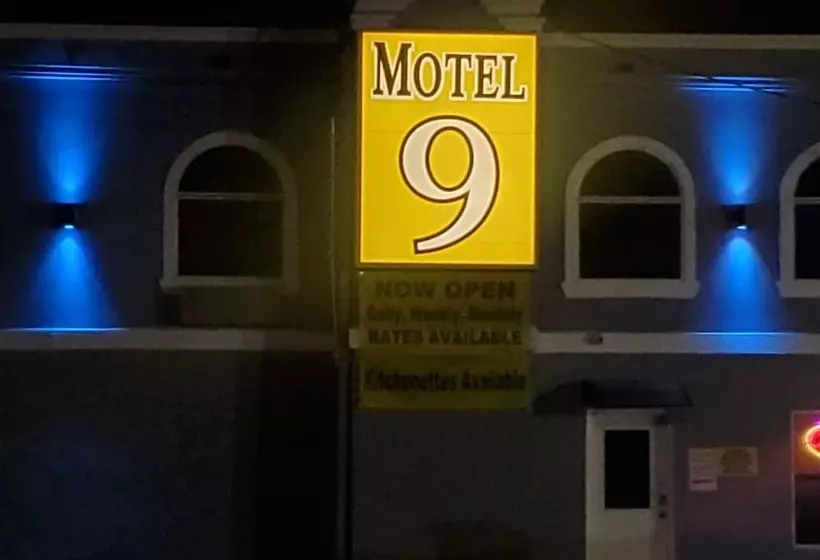 MOTEL
9
NOW OPEN
Daily, Weekly, Monthly
RATES AVAILABLE
Kitchenettes Available